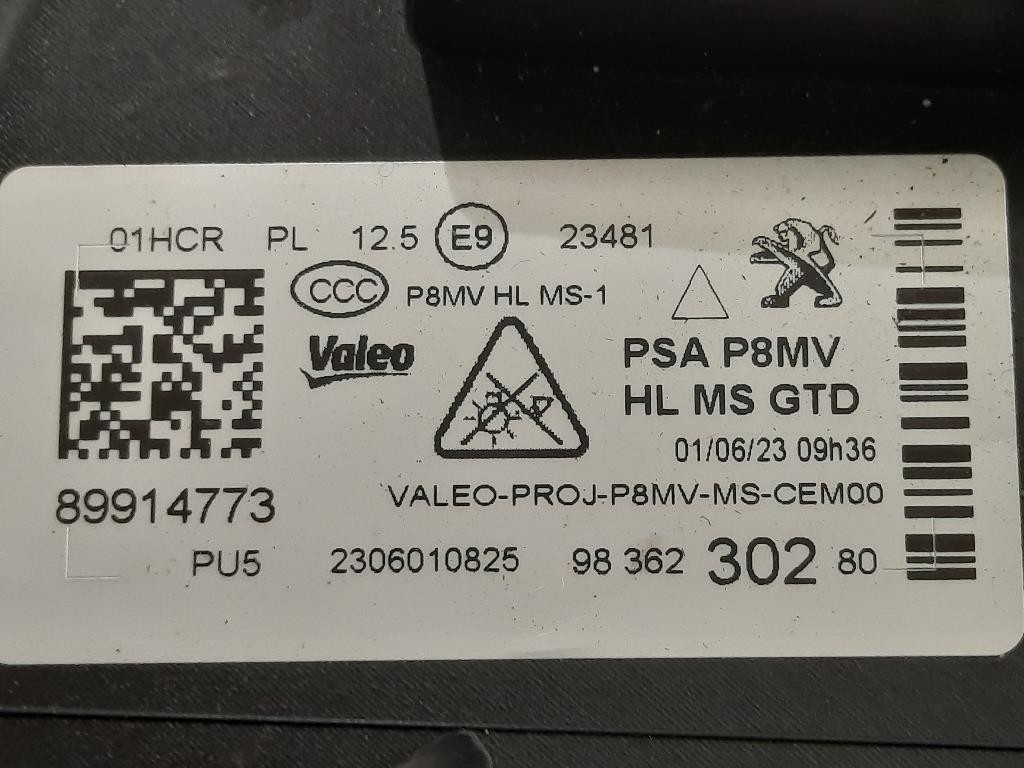 01HCR PL 12.5 E9 23481
CCC P8MV HL MS-1
Valeo
PSA P8MV
HL MS GTD
01/06/23 09h36
89914773
VALEO-PROJ-P8MV-MS-CEM00
PU5 2306010825 98 362 302 80